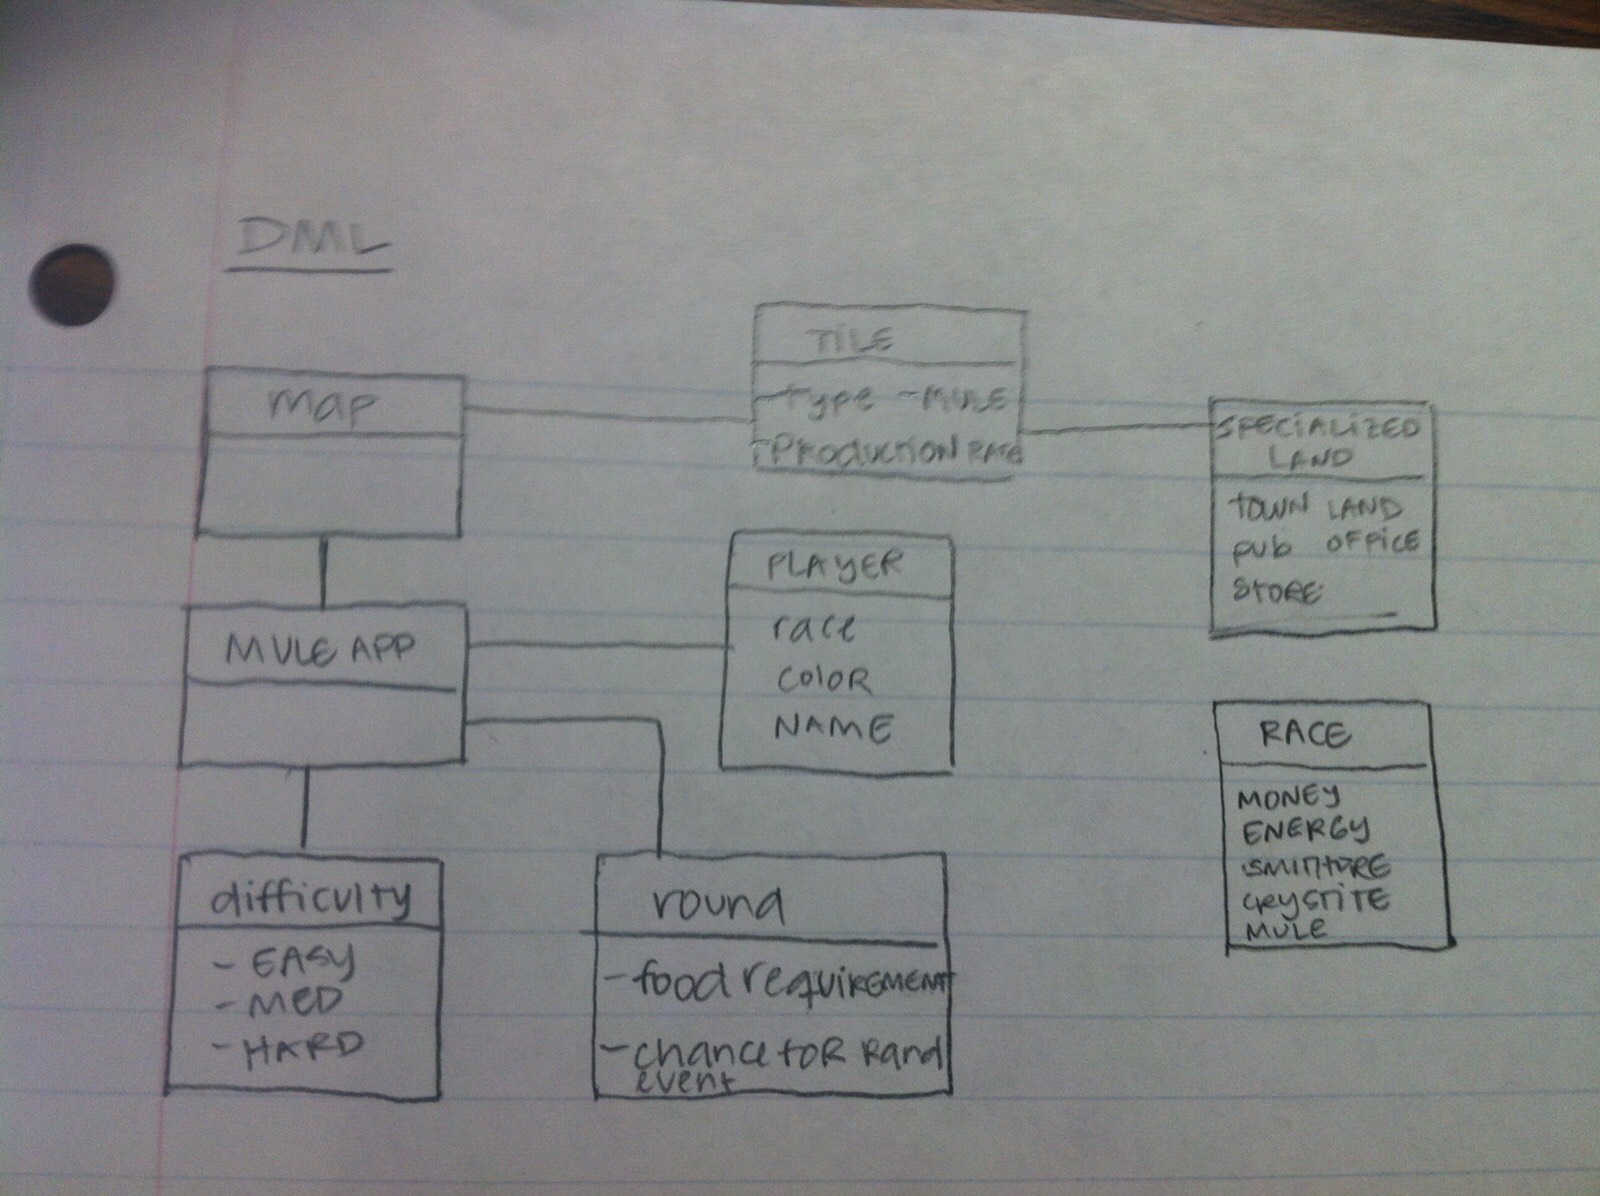 DML
map
TILE
-type -MULE
-PRODUCTION RATE
SPECIALIZED
LAND
TOWN LAND
pub OFFICE
STORE
MULE APP
PLAYER
race
COLOR
NAME
RACE
MONEY
ENERGY
SMITHORE
CRYSTITE
MULE
difficulty
- EASY
- MED
- HARD
round
-food requirement
-chance for Rand
event